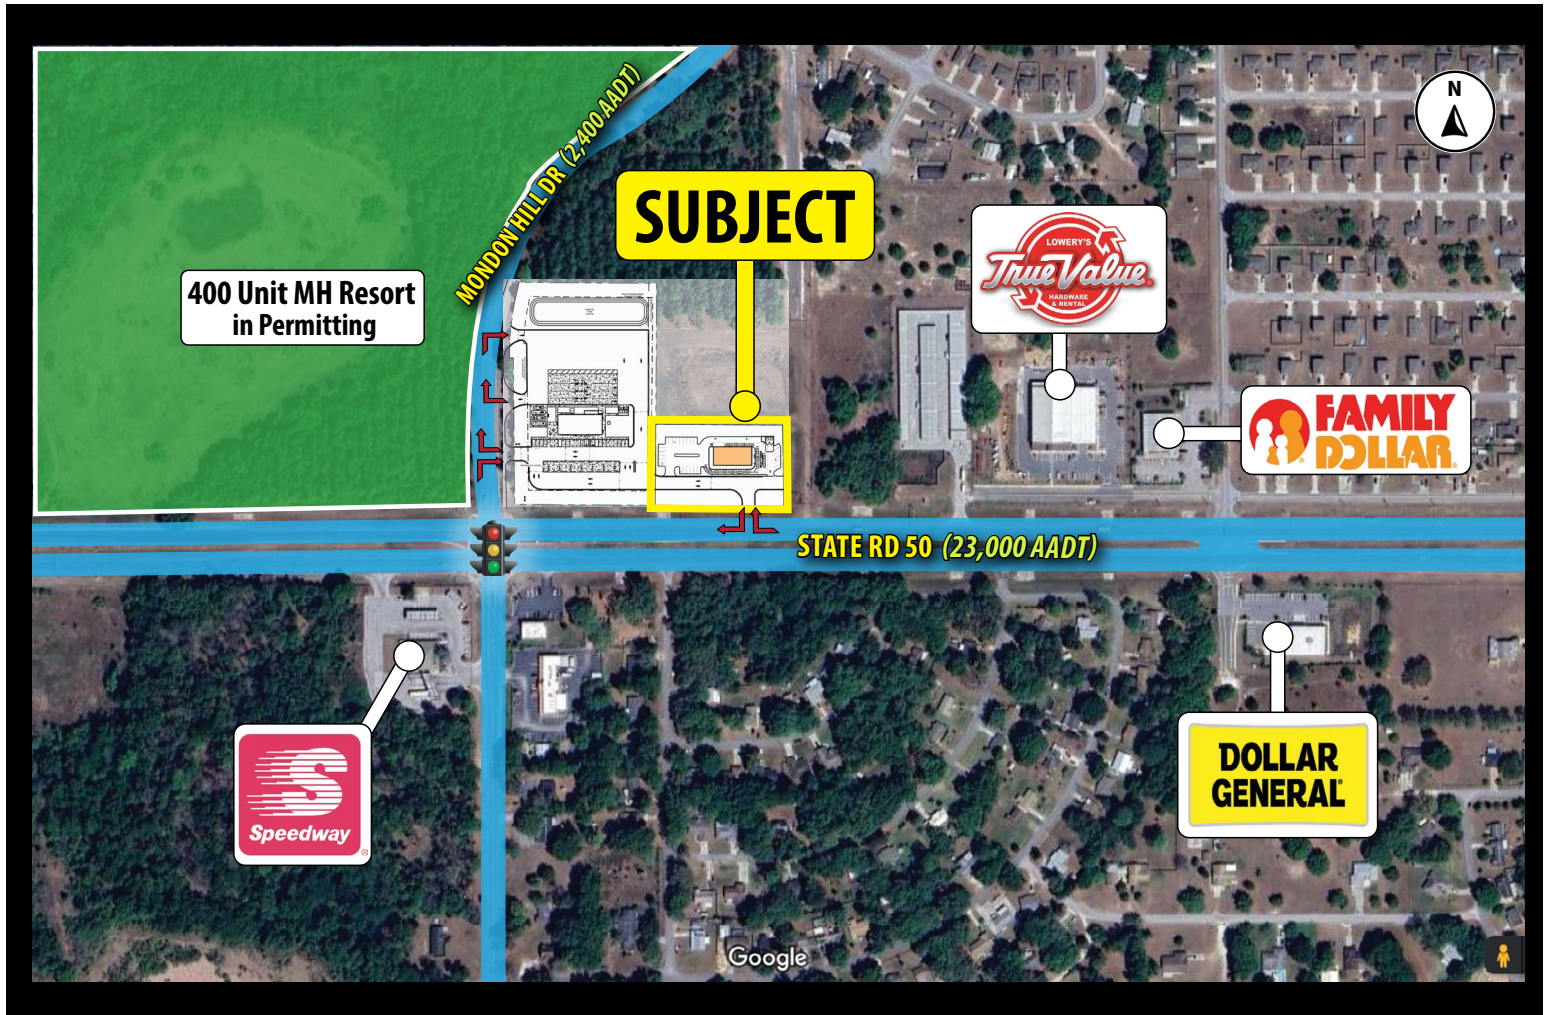 N
MONDON HILL DR (2,400 AADT)
SUBJECT
LOWERY'S
True Value®
HARDWARE
& RENTAL
400 Unit MH Resort
in Permitting
FAMILY
DOLLAR®
STATE RD 50 (23,000 AADT)
S
Speedway®
DOLLAR
GENERAL®
Google